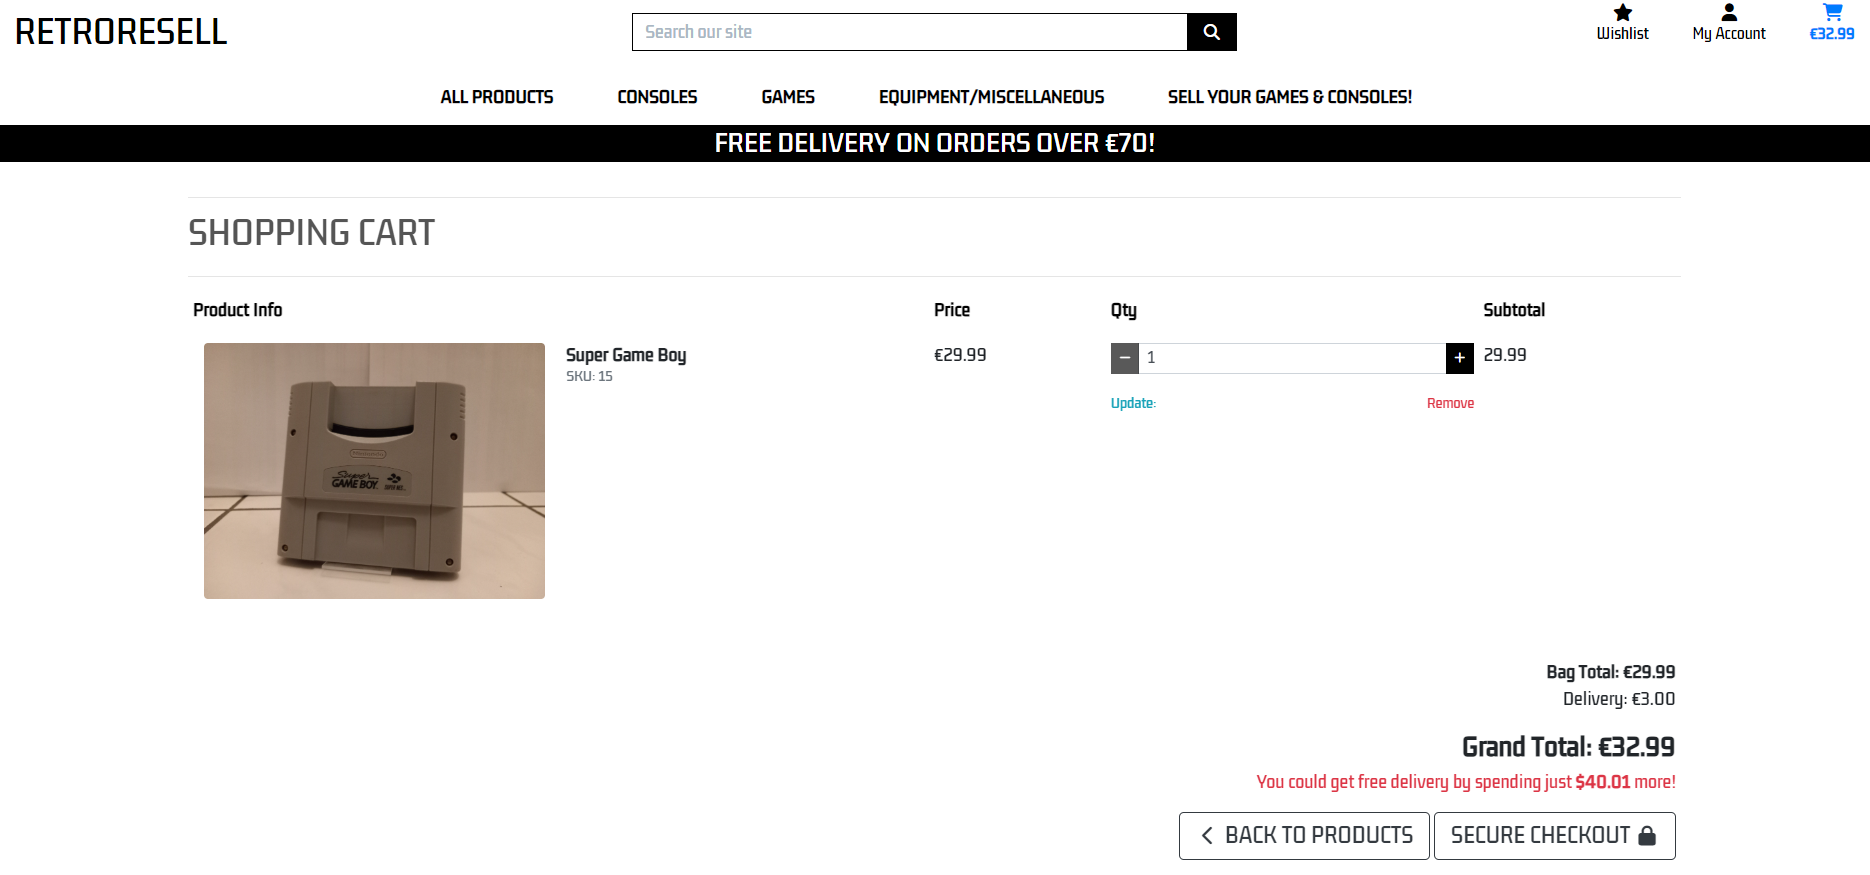 RETRORESELL
Search our site
Wishlist
My Account
€32.99
ALL PRODUCTS
CONSOLES
GAMES
EQUIPMENT/MISCELLANEOUS
SELL YOUR GAMES & CONSOLES!
FREE DELIVERY ON ORDERS OVER €70!
SHOPPING CART
Product Info
Price
Qty
Subtotal
Nintendo
Super
GAME BOY
SUPER NES
Super Game Boy
SKU: 15
€29.99
− 1 +
29.99
Update:
Remove
Bag Total: €29.99
Delivery: €3.00
Grand Total: €32.99
You could get free delivery by spending just $40.01 more!
BACK TO PRODUCTS
SECURE CHECKOUT